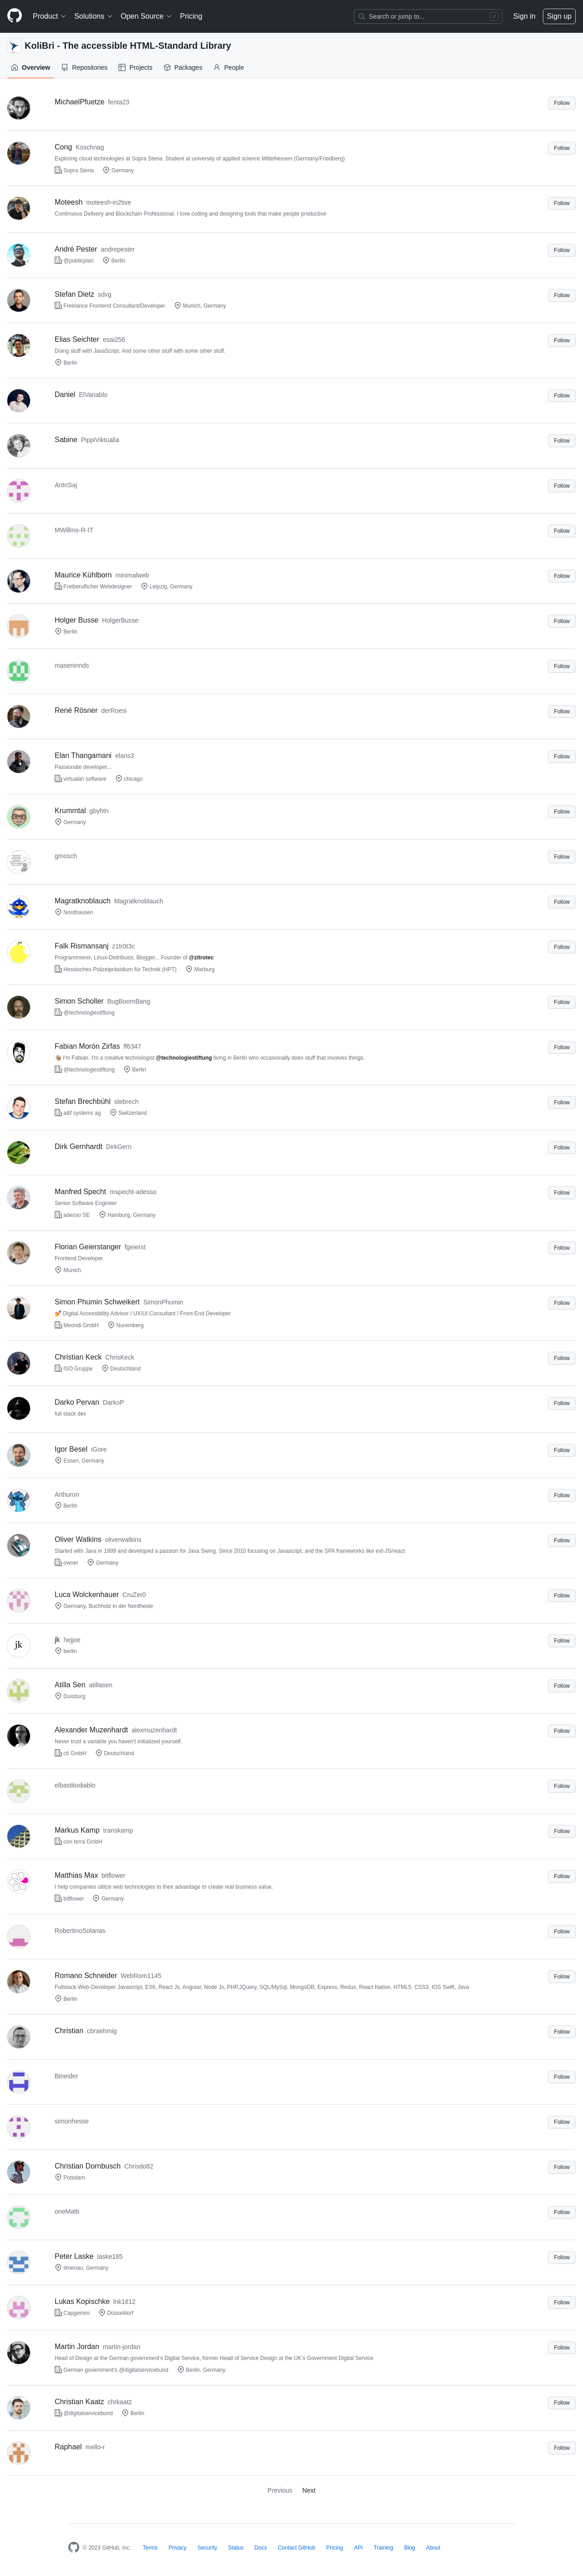 Product Solutions Open Source Pricing Search or jump to... / Sign in Sign up
KoliBri - The accessible HTML-Standard Library
Overview Repositories Projects Packages People
MichaelPfuetze fenta23 Follow
Cong Koschnag Follow
Exploring cloud technologies at Sopra Steria. Student at university of applied science Mittelhessen (Germany/Friedberg)
Sopra Steria Germany
Moteesh moteesh-in2tive Follow
Continuous Delivery and Blockchain Professional. I love coding and designing tools that make people productive
André Pester andrepester Follow
@publicplan Berlin
Stefan Dietz sdvg Follow
Freelance Frontend Consultant/Developer Munich, Germany
Elias Seichter esai256 Follow
Doing stuff with JavaScript. And some other stuff with some other stuff.
Berlin
Daniel ElVariablo Follow
Sabine PippiViktualia Follow
AntnSaj Follow
MWillms-R-IT Follow
Maurice Kühlborn minimalweb Follow
Freiberuflicher Webdesigner Leipzig, Germany
Holger Busse HolgerBusse Follow
Berlin
maseninnds Follow
René Rösner derRoesi Follow
Elan Thangamani elans3 Follow
Passionate developer...
virtualan software chicago
Krummtal gbyhtn Follow
Germany
gmosch Follow
Magratknoblauch Magratknoblauch Follow
Nordhausen
Falk Rismansanj z1tr0t3c Follow
Programmierer, Linux-Distributor, Blogger... Founder of @zitrotec
Hessisches Polizeipräsidium für Technik (HPT) Marburg
Simon Scholler BugBoomBang Follow
@technologiestiftung
Fabian Morón Zirfas ff6347 Follow
👋🏽 I'm Fabian. I'm a creative technologist @technologiestiftung living in Berlin who occasionally does stuff that involves things.
@technologiestiftung Berlin
Stefan Brechbühl stebrech Follow
a&f systems ag Switzerland
Dirk Gernhardt DirkGern Follow
Manfred Specht mspecht-adesso Follow
Senior Software Engineer
adesso SE Hamburg, Germany
Florian Geierstanger fgeierst Follow
Frontend Developer
Munich
Simon Phumin Schweikert SimonPhumin Follow
💅 Digital Accessibility Advisor / UX/UI Consultant / Front-End Developer
Meondi GmbH Nuremberg
Christian Keck ChrisKeck Follow
ISO Gruppe Deutschland
Darko Pervan DarkoP Follow
full stack dev
Igor Besel iGore Follow
Essen, Germany
Arthuron Follow
Berlin
Oliver Watkins oliverwatkins Follow
Started with Java in 1999 and developed a passion for Java Swing. Since 2010 focusing on Javascript, and the SPA frameworks like ext-JS/react
owner Germany
Luca Wolckenhauer CruZer0 Follow
Germany, Buchholz in der Nordheide
jk jk hejjoe Follow
berlin
Atilla Sen atillasen Follow
Duisburg
Alexander Muzenhardt alexmuzenhardt Follow
Never trust a variable you haven't initialized yourself.
cit GmbH Deutschland
elbastitodiablo Follow
Markus Kamp transkamp Follow
con terra GmbH
Matthias Max bitflower Follow
I help companies utilize web technologies to their advantage to create real business value.
bitflower Germany
RobertinoSolanas Follow
Romano Schneider WebRom1145 Follow
Fullstack-Web-Developer Javascript, ES6, React Js, Angular, Node Js, PHP,JQuery, SQL/MySql, MongoDB, Express, Redux, React Native, HTML5, CSS3, IOS Swift, Java
Berlin
Christian cbraehmig Follow
Bineider Follow
simonhesse Follow
Christian Dornbusch Chrisdo82 Follow
Potsdam
oneMatti Follow
Peter Laske laske185 Follow
Ilmenau, Germany
Lukas Kopischke lnk1812 Follow
Capgemini Düsseldorf
Martin Jordan martin-jordan Follow
Head of Design at the German government's Digital Service, former Head of Service Design at the UK's Government Digital Service
German government's @digitalservicebund Berlin, Germany
Christian Kaatz chrkaatz Follow
@digitalservicebund Berlin
Raphael mello-r Follow
Previous Next
© 2023 GitHub, Inc. Terms Privacy Security Status Docs Contact GitHub Pricing API Training Blog About